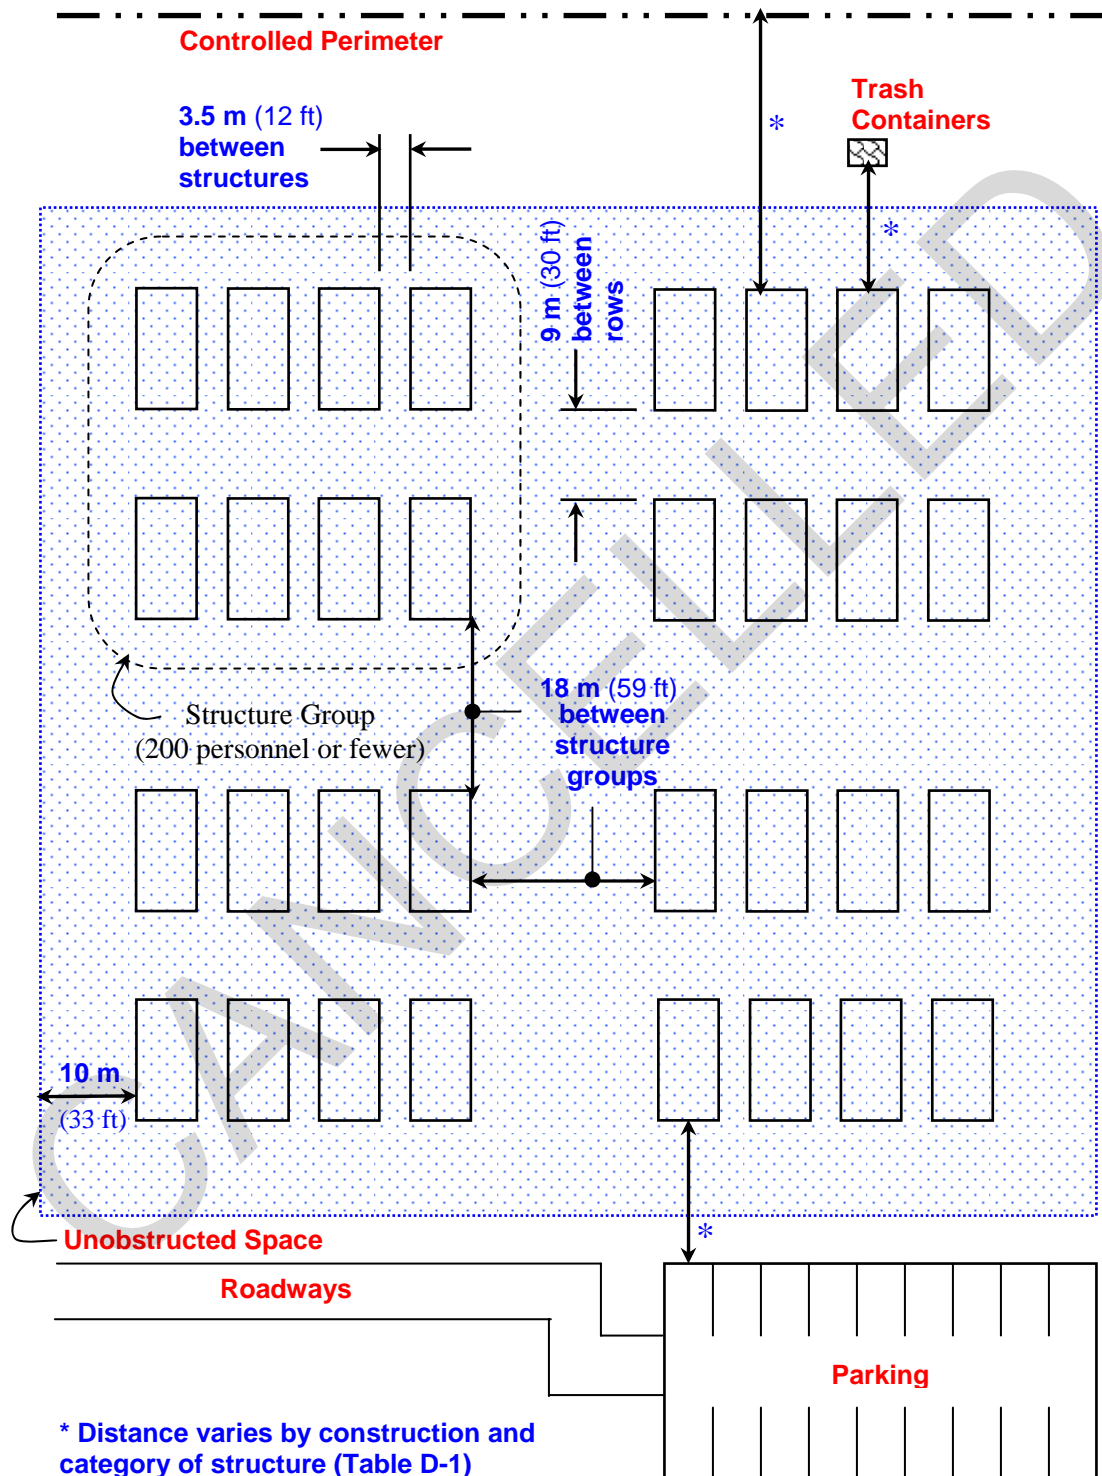 Controlled Perimeter
3.5 m (12 ft)
between
structures
Trash
Containers
*
*
9 m (30 ft)
between
rows
Structure Group
(200 personnel or fewer)
18 m (59 ft)
between
structure
groups
10 m
(33 ft)
*
Unobstructed Space
Roadways
Parking
* Distance varies by construction and
category of structure (Table D-1)
CANCELLED